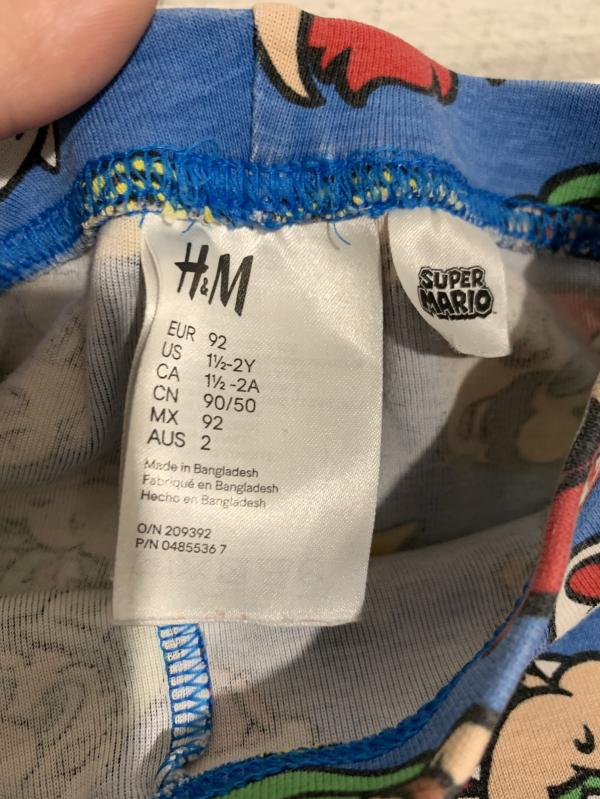 H&M
SUPER
MARIO
EUR 92
US 1½-2Y
CA 1½-2A
CN 90/50
MX 92
AUS 2
Made in Bangladesh
Fabriqué en Bangladesh
Hecho en Bangladesh
O/N 209392
P/N 0485536 7